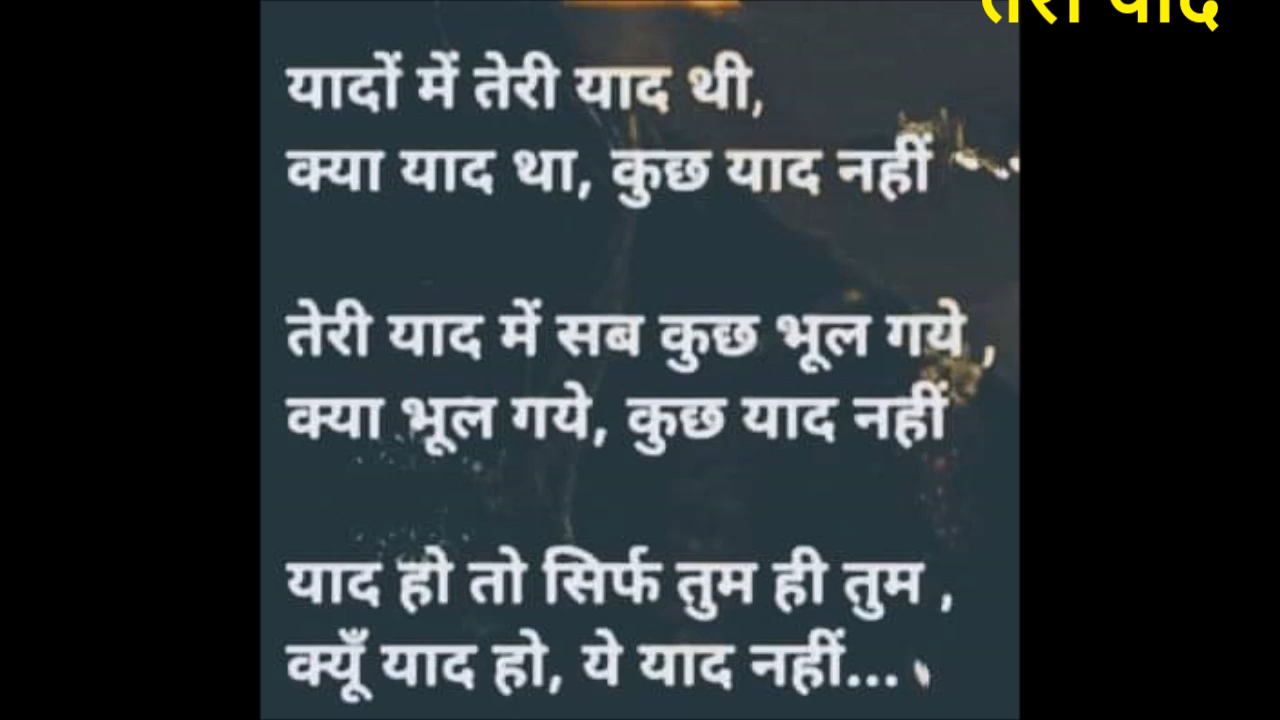 तेरी याद
यादों में तेरी याद थी,
क्या याद था, कुछ याद नहीं
तेरी याद में सब कुछ भूल गये ,
क्या भूल गये, कुछ याद नहीं
याद हो तो सिर्फ तुम ही तुम ,
क्यूँ याद हो, ये याद नहीं...